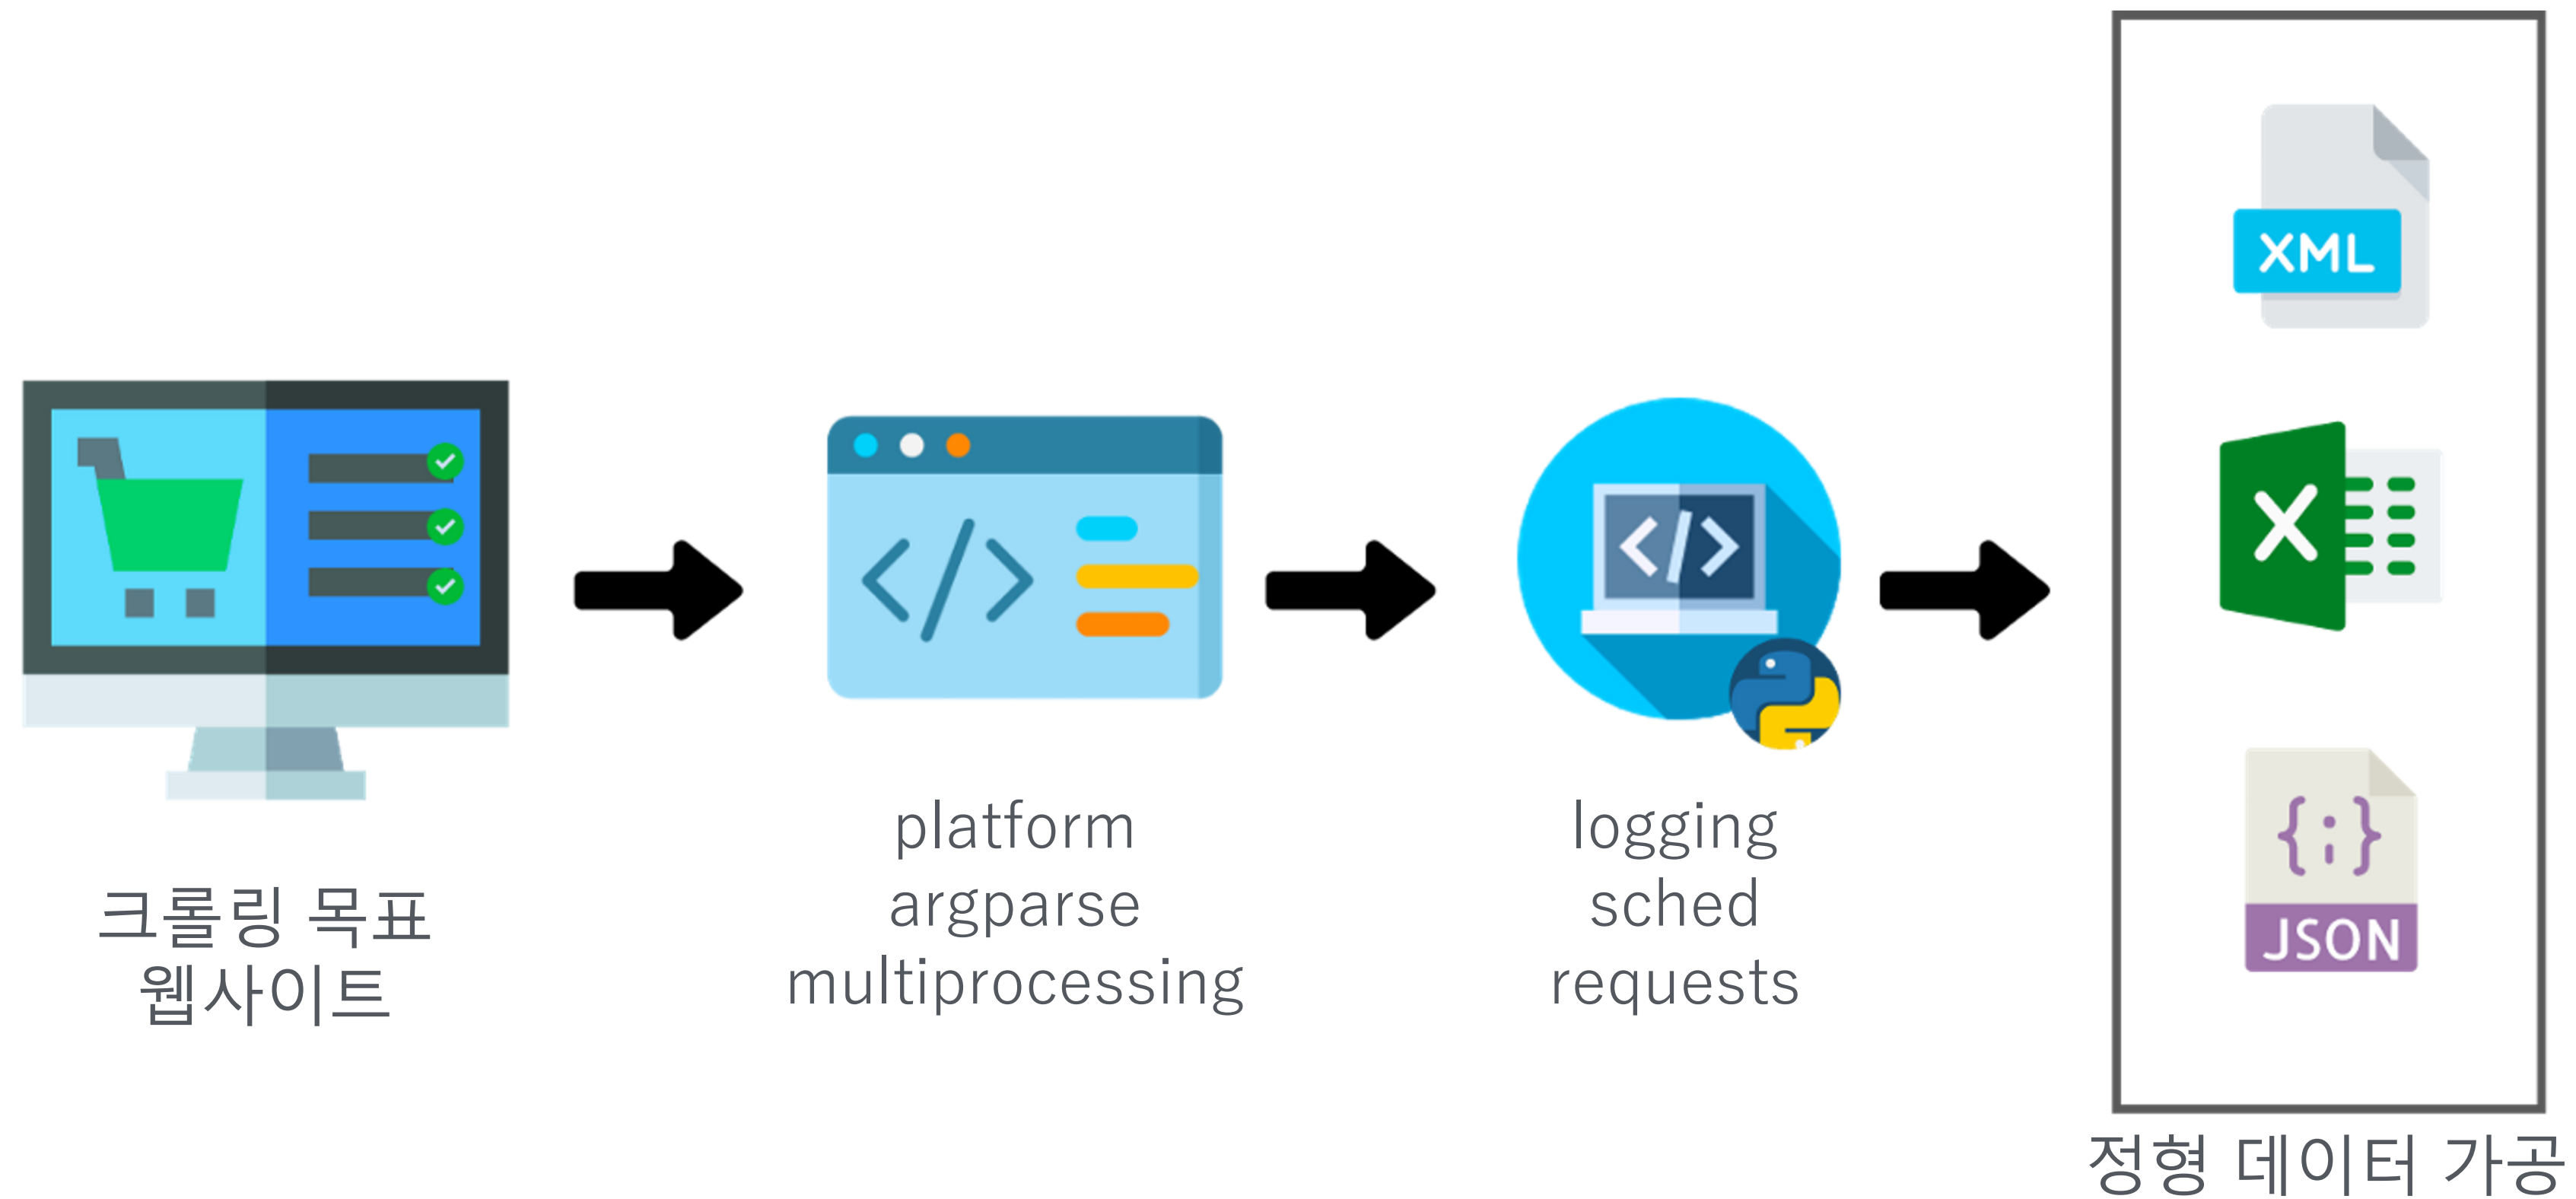 크롤링 목표
웹사이트
platform
argparse
multiprocessing
logging
sched
requests
XML
X
JSON
정형 데이터 가공